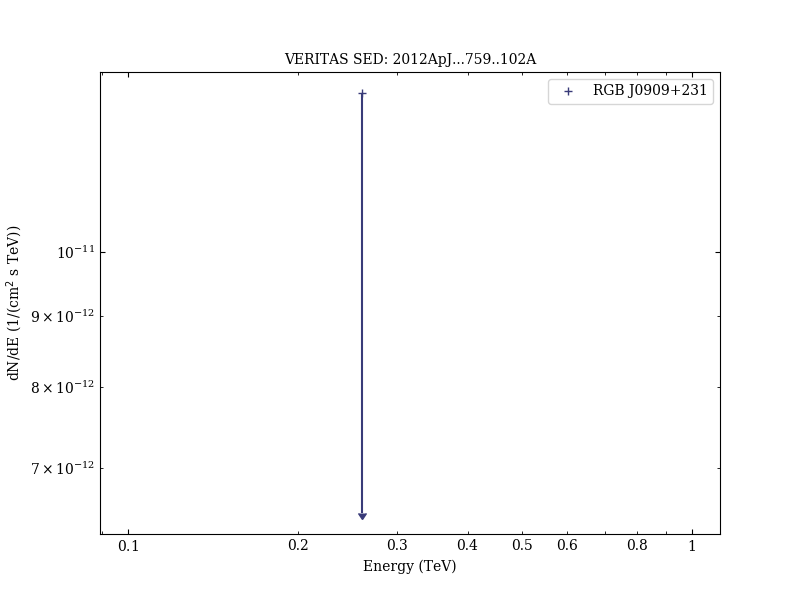 VERITAS SED: 2012ApJ...759..102A
RGB J0909+231
dN/dE (1/(cm² s TeV))
10⁻¹¹
9×10⁻¹²
8×10⁻¹²
7×10⁻¹²
0.1 0.2 0.3 0.4 0.5 0.6 0.8 1
Energy (TeV)